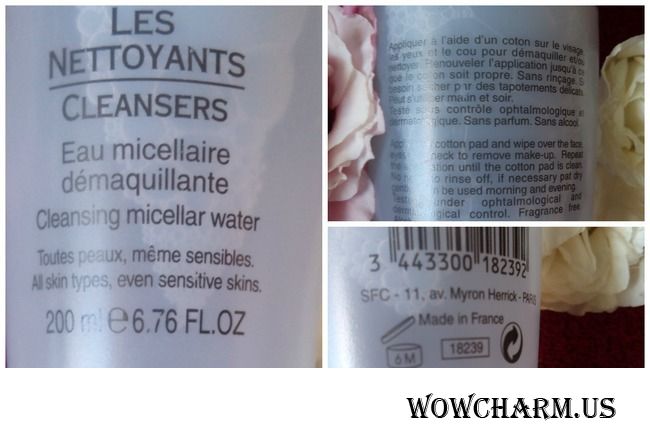 LES
NETTOYANTS
CLEANSERS
Eau micellaire
démaquillante
Cleansing micellar water
Toutes peaux, même sensibles.
All skin types, even sensitive skins.
200 ml e 6.76 FL.OZ
Appliquer à l'aide d'un coton sur le visage,
les yeux et le cou pour démaquiller et/ou
nettoyer. Renouveler l'application jusqu'à ce
que le coton soit propre. Sans rinçage. Si
besoin sécher par des tapotements délicats.
Peut s'utiliser matin et soir.
Testé sous contrôle ophtalmologique et
dermatologique. Sans parfum. Sans alcool.
cotton pad and wipe over the face,
neck to remove make-up. Repeat
until the cotton pad is clean.
No to rinse off, if necessary pat dry
be used morning and evening.
under ophtalmological and
control. Fragrance free.
3 443300 182392
SFC - 11, av. Myron Herrick - PARIS
Made in France
6 M
18239
WOWCHARM.US